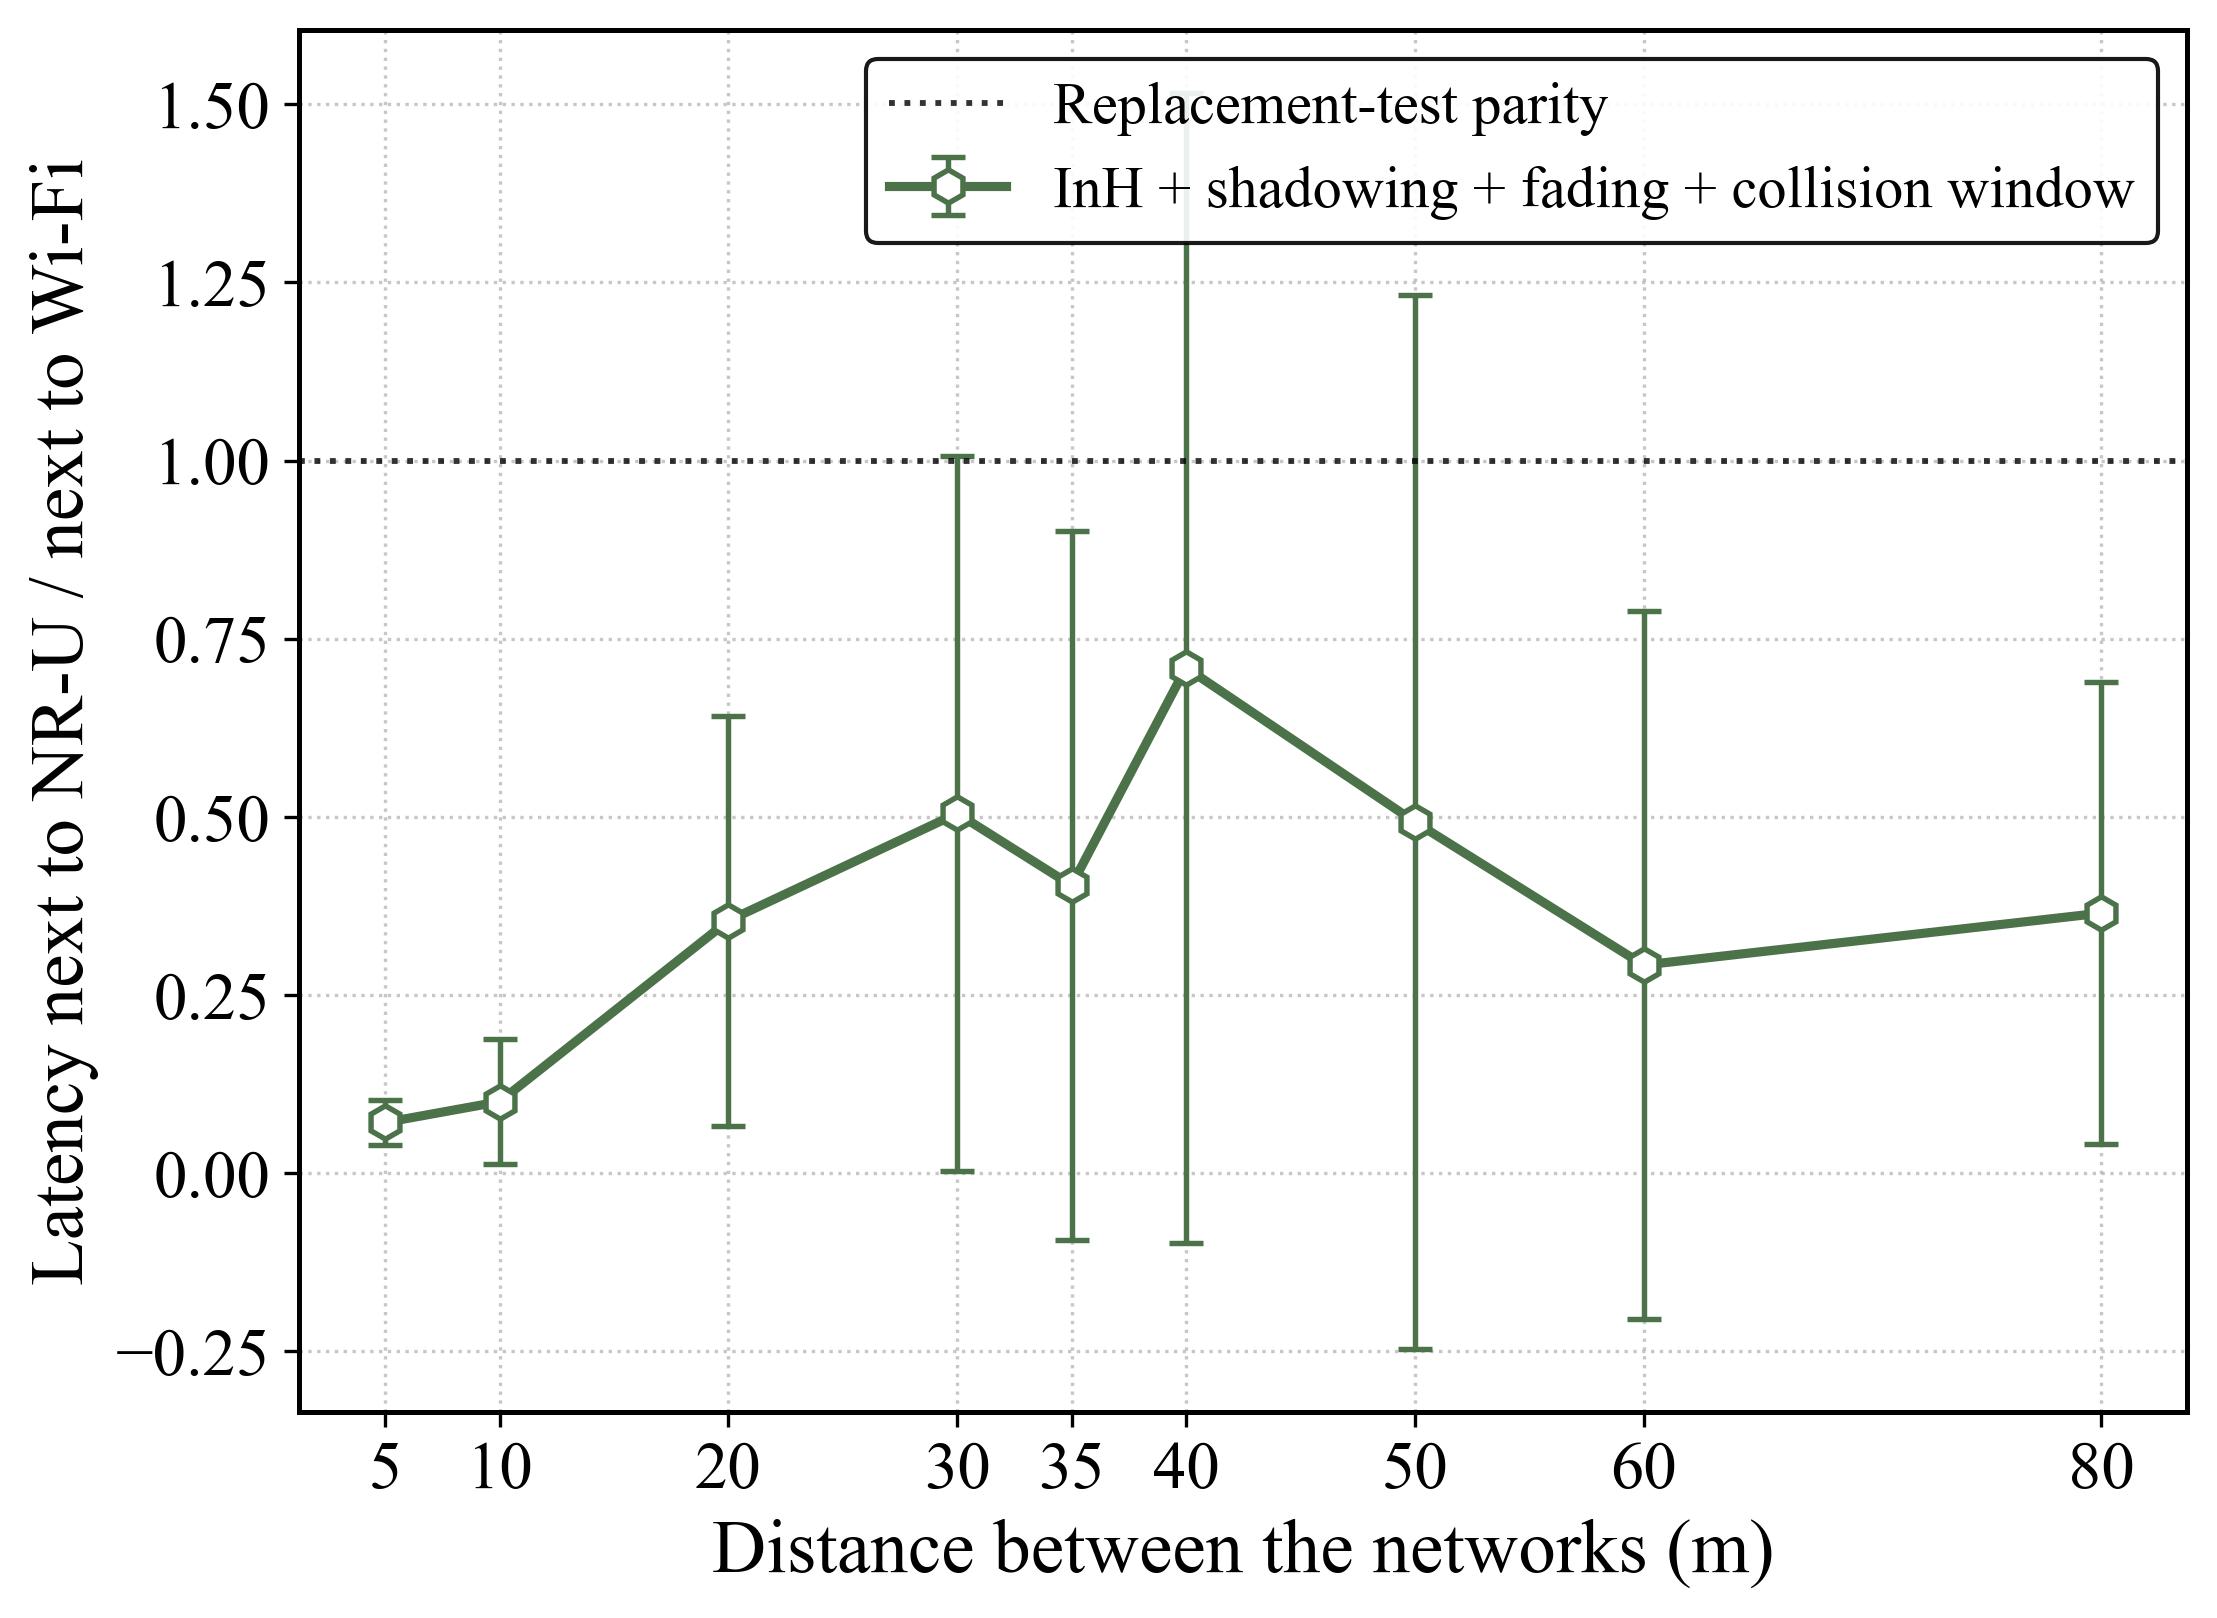 Latency next to NR-U / next to Wi-Fi
1.50
1.25
1.00
0.75
0.50
0.25
0.00
−0.25
Replacement-test parity
InH + shadowing + fading + collision window
5 10 20 30 35 40 50 60 80
Distance between the networks (m)